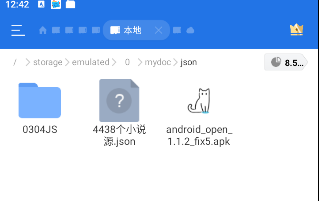 12:42
本地
/ storage emulated 0 mydoc json
8.5...
0304JS
4438个小说
源.json
android_open_
1.1.2_fix5.apk